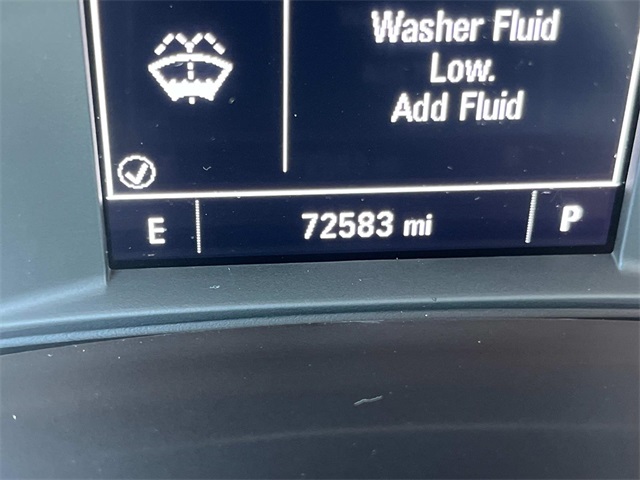 Washer Fluid
Low.
Add Fluid
E 72583 mi P